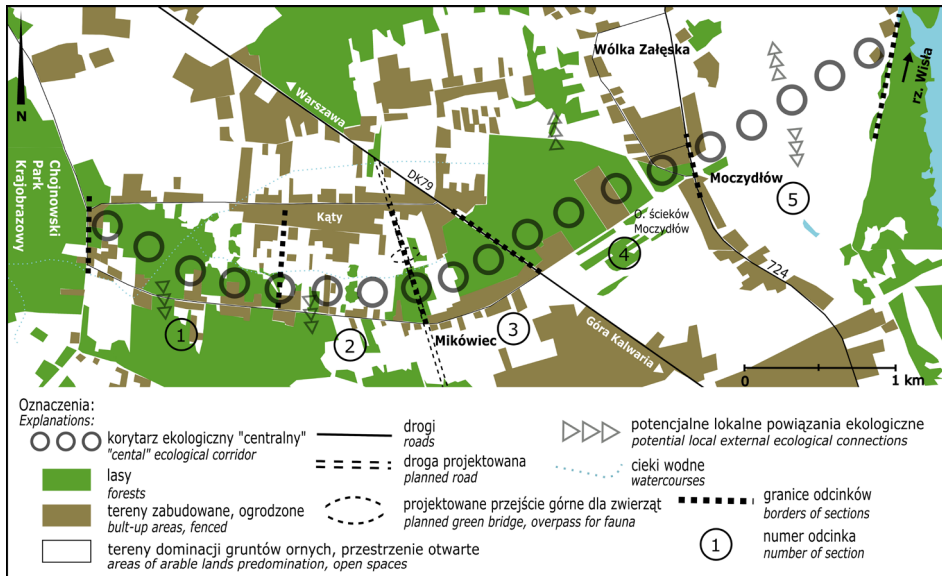 N
Wólka Załęska
rz. Wisła
Warszawa
DK79
Chojnowski
Park
Krajobrazowy
Kąty
Moczydłów
O. ścieków
Moczydłów
724
Mikówiec
Góra Kalwaria
1
2
3
4
5
0 1 km
Oznaczenia:
Explanations:
korytarz ekologiczny "centralny"
"cental" ecological corridor
lasy
forests
tereny zabudowane, ogrodzone
bult-up areas, fenced
tereny dominacji gruntów ornych, przestrzenie otwarte
areas of arable lands predomination, open spaces
drogi
roads
droga projektowana
planned road
projektowane przejście górne dla zwierząt
planned green bridge, overpass for fauna
potencjalne lokalne powiązania ekologiczne
potential local external ecological connections
cieki wodne
watercourses
granice odcinków
borders of sections
1
numer odcinka
number of section